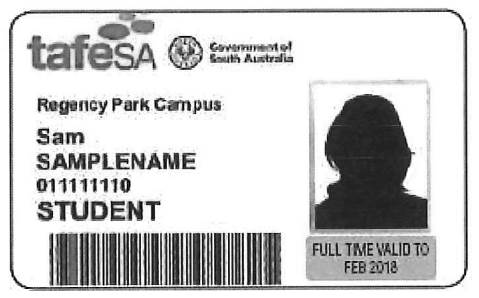 tafeSA
Government of
South Australia
Regency Park Campus
Sam
SAMPLENAME
011111110
STUDENT
FULL TIME VALID TO
FEB 2018